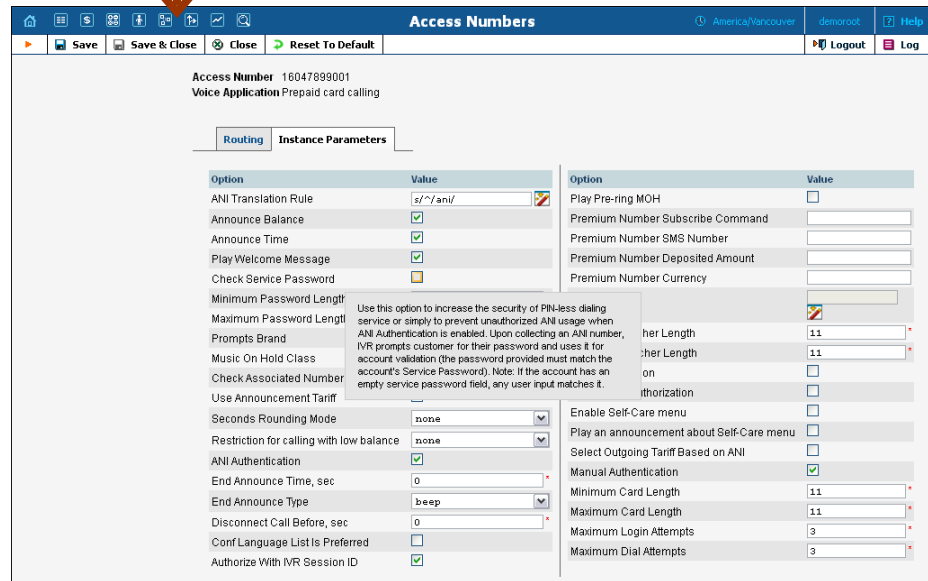 Access Numbers
America/Vancouver
demoroot
? Help
Save
Save & Close
Close
Reset To Default
Logout
Log
Access Number 16047899001
Voice Application Prepaid card calling
Routing
Instance Parameters
Option Value
ANI Translation Rule s/^/ani/
Announce Balance
Announce Time
Play Welcome Message
Check Service Password
Minimum Password Length
Maximum Password
Prompts Brand
Music On Hold Class
Check Associated Number
Use Announcement Tariff
Seconds Rounding Mode none
Restriction for calling with low balance none
ANI Authentication
End Announce Time, sec 0 *
End Announce Type beep
Disconnect Call Before, sec 0 *
Conf Language List Is Preferred
Authorize With IVR Session ID
Use this option to increase the security of PIN-less dialing
service or simply to prevent unauthorized ANI usage when
ANI Authentication is enabled. Upon collecting an ANI number,
IVR prompts customer for their password and uses it for
account validation (the password provided must match the
account's Service Password). Note: If the account has an
empty service password field, any user input matches it.
Option Value
Play Pre-ring MOH
Premium Number Subscribe Command
Premium Number SMS Number
Premium Number Deposited Amount
Premium Number Currency
her Length 11 *
cher Length 11 *
on
thorization
Enable Self-Care menu
Play an announcement about Self-Care menu
Select Outgoing Tariff Based on ANI
Manual Authentication
Minimum Card Length 11 *
Maximum Card Length 11 *
Maximum Login Attempts 3 *
Maximum Dial Attempts 3 *